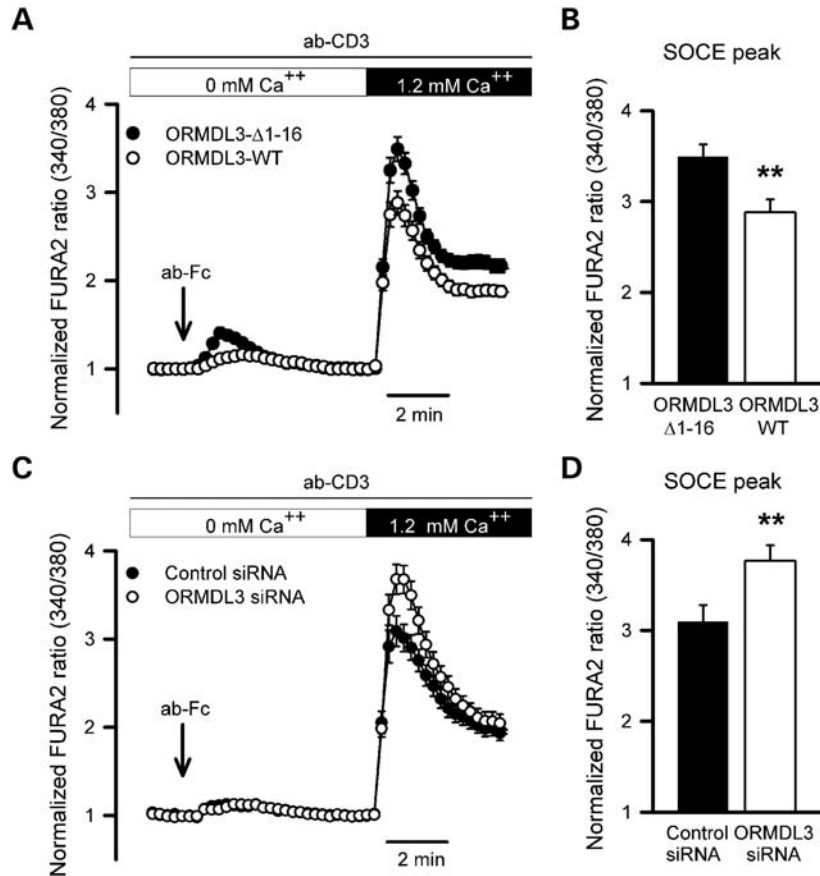 A
ab-CD3
0 mM Ca++
1.2 mM Ca++
Normalized FURA2 ratio (340/380)
4
3
2
1
ORMDL3-Δ1-16
ORMDL3-WT
ab-Fc
2 min
B
SOCE peak
Normalized FURA2 ratio (340/380)
4
3
2
1
**
ORMDL3
Δ1-16
ORMDL3
WT
C
ab-CD3
0 mM Ca++
1.2 mM Ca++
Normalized FURA2 ratio (340/380)
4
3
2
1
Control siRNA
ORMDL3 siRNA
ab-Fc
2 min
D
SOCE peak
Normalized FURA2 ratio (340/380)
4
3
2
1
**
Control
siRNA
ORMDL3
siRNA